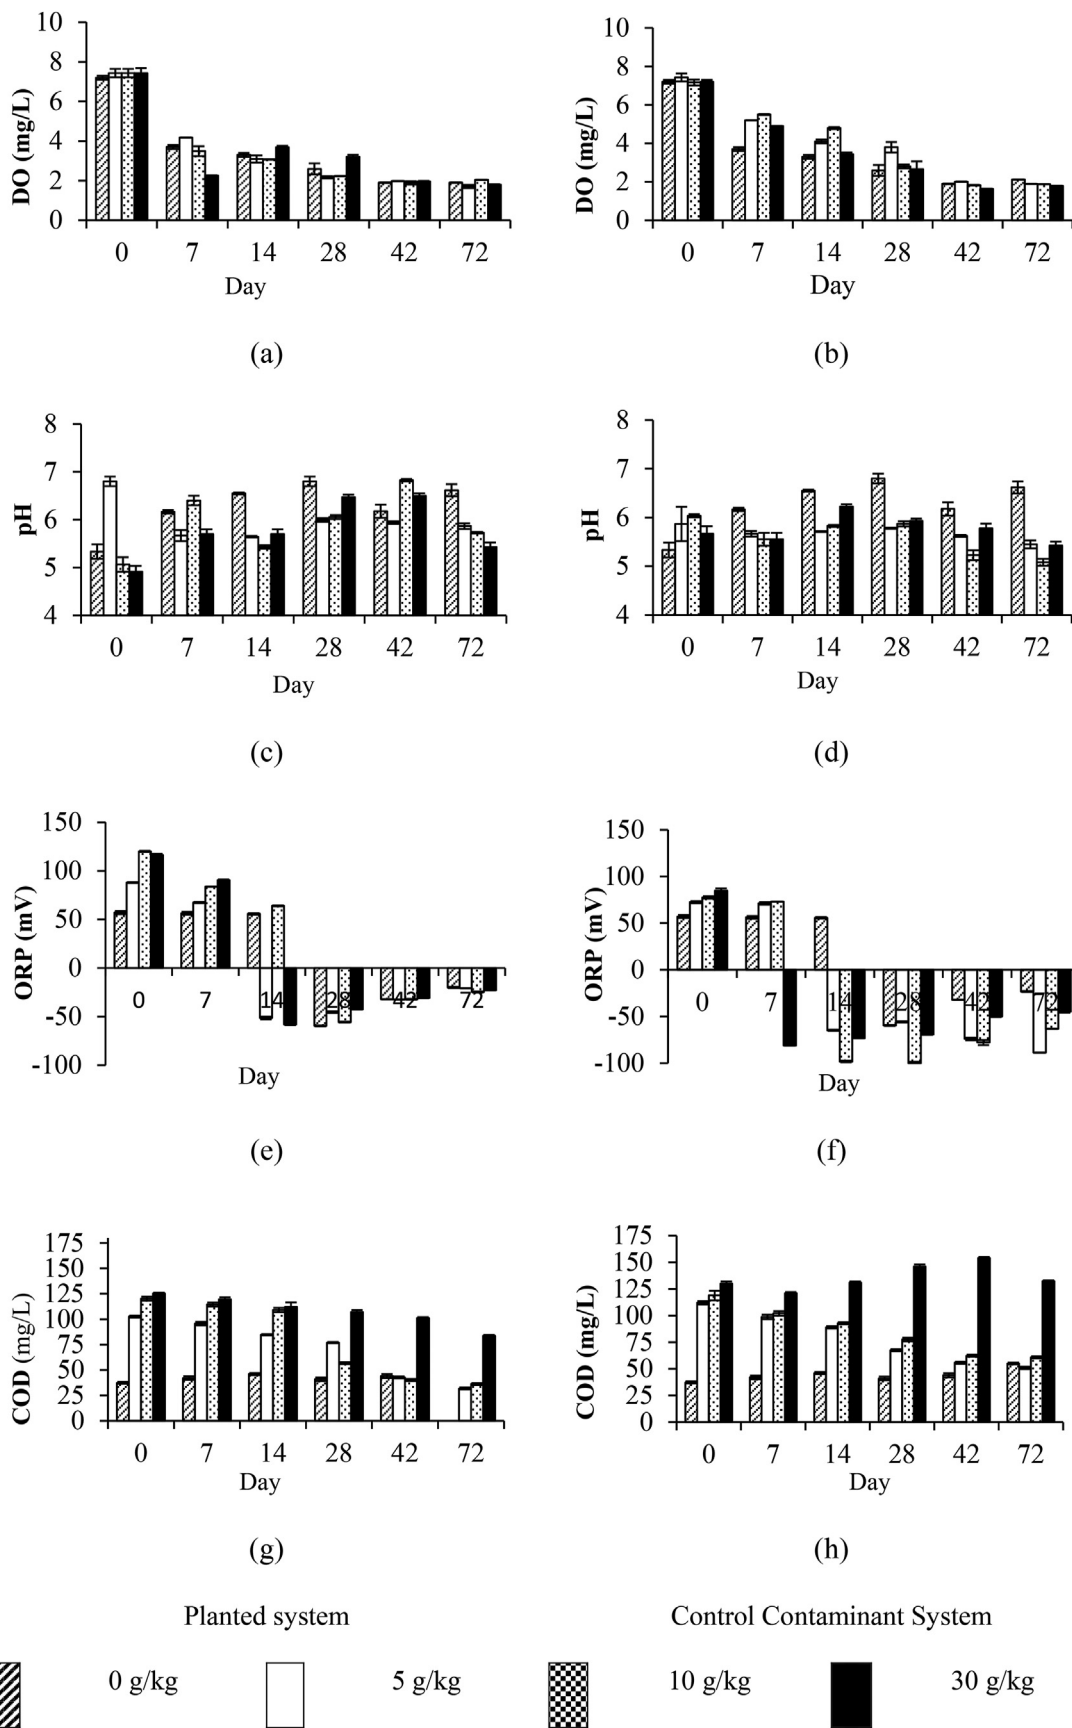 10
8
6
4
2
0
DO (mg/L)
0 7 14 28 42 72
Day
(a)
10
8
6
4
2
0
DO (mg/L)
0 7 14 28 42 72
Day
(b)
8
7
6
5
4
pH
0 7 14 28 42 72
Day
(c)
8
7
6
5
4
pH
0 7 14 28 42 72
Day
(d)
150
100
50
0
-50
-100
ORP (mV)
0 7 14 28 42 72
Day
(e)
150
100
50
0
-50
-100
ORP (mV)
0 7 14 28 42 72
Day
(f)
175
150
125
100
75
50
25
0
COD (mg/L)
0 7 14 28 42 72
Day
(g)
175
150
125
100
75
50
25
0
COD (mg/L)
0 7 14 28 42 72
Day
(h)
Planted system
Control Contaminant System
0 g/kg 5 g/kg 10 g/kg 30 g/kg